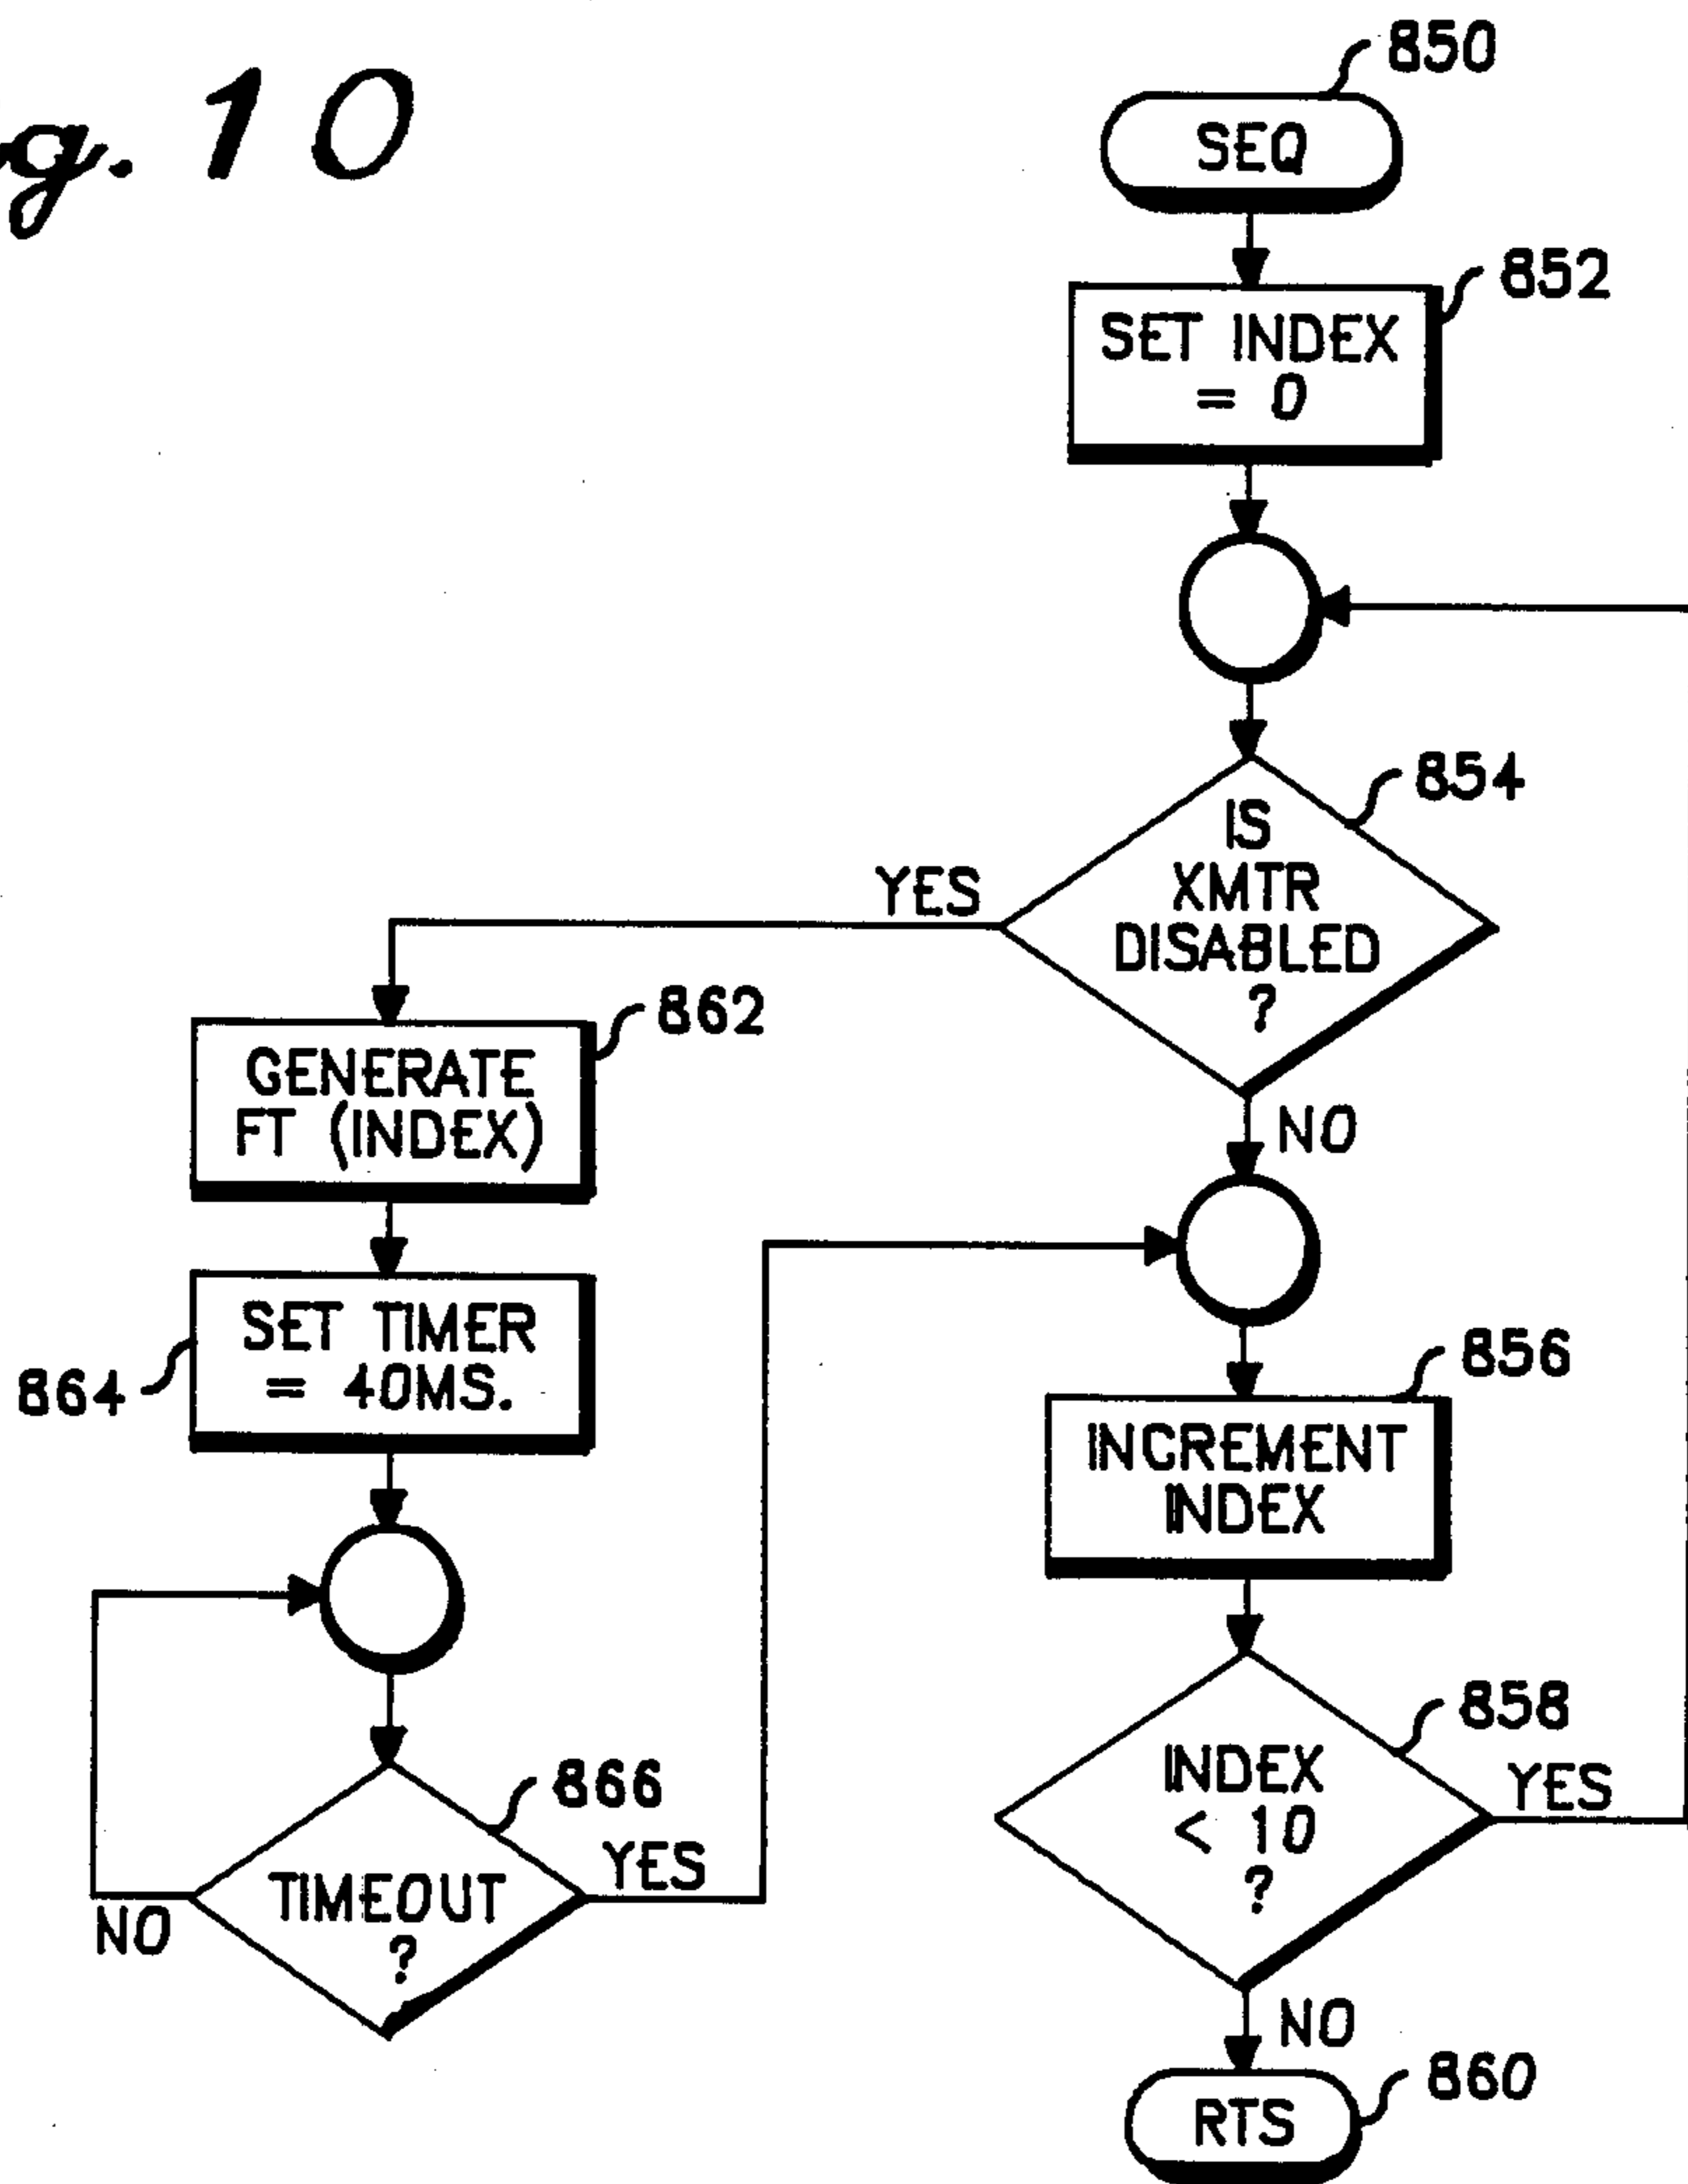 g. 10
850
SEQ
852
SET INDEX
= 0
854
IS
XMTR
DISABLED
?
YES
NO
862
GENERATE
FT (INDEX)
864
SET TIMER
= 40MS.
866
TIMEOUT
?
NO
YES
856
INCREMENT
INDEX
858
INDEX
< 10
?
YES
NO
860
RTS